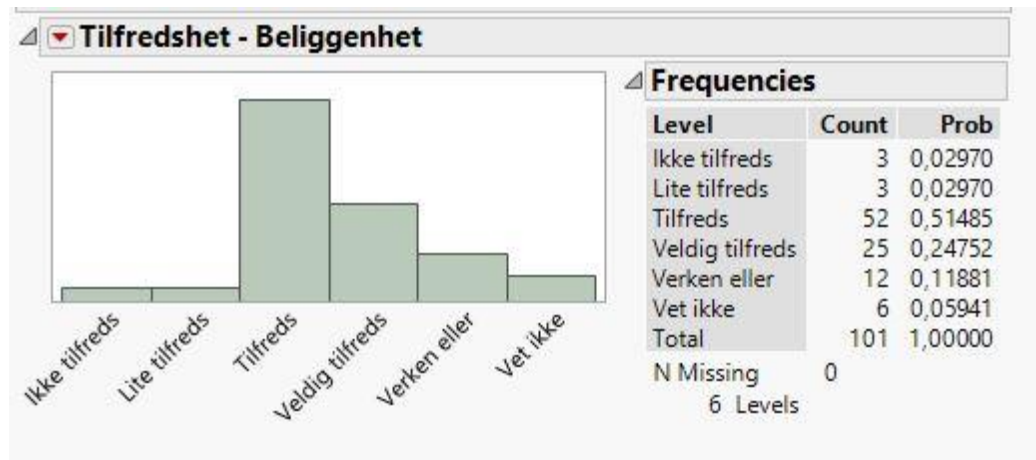 Tilfredshet - Beliggenhet
Ikke tilfreds
Lite tilfreds
Tilfreds
Veldig tilfreds
Verken eller
Vet ikke
Frequencies
Level Count Prob
Ikke tilfreds 3 0,02970
Lite tilfreds 3 0,02970
Tilfreds 52 0,51485
Veldig tilfreds 25 0,24752
Verken eller 12 0,11881
Vet ikke 6 0,05941
Total 101 1,00000
N Missing 0
6 Levels